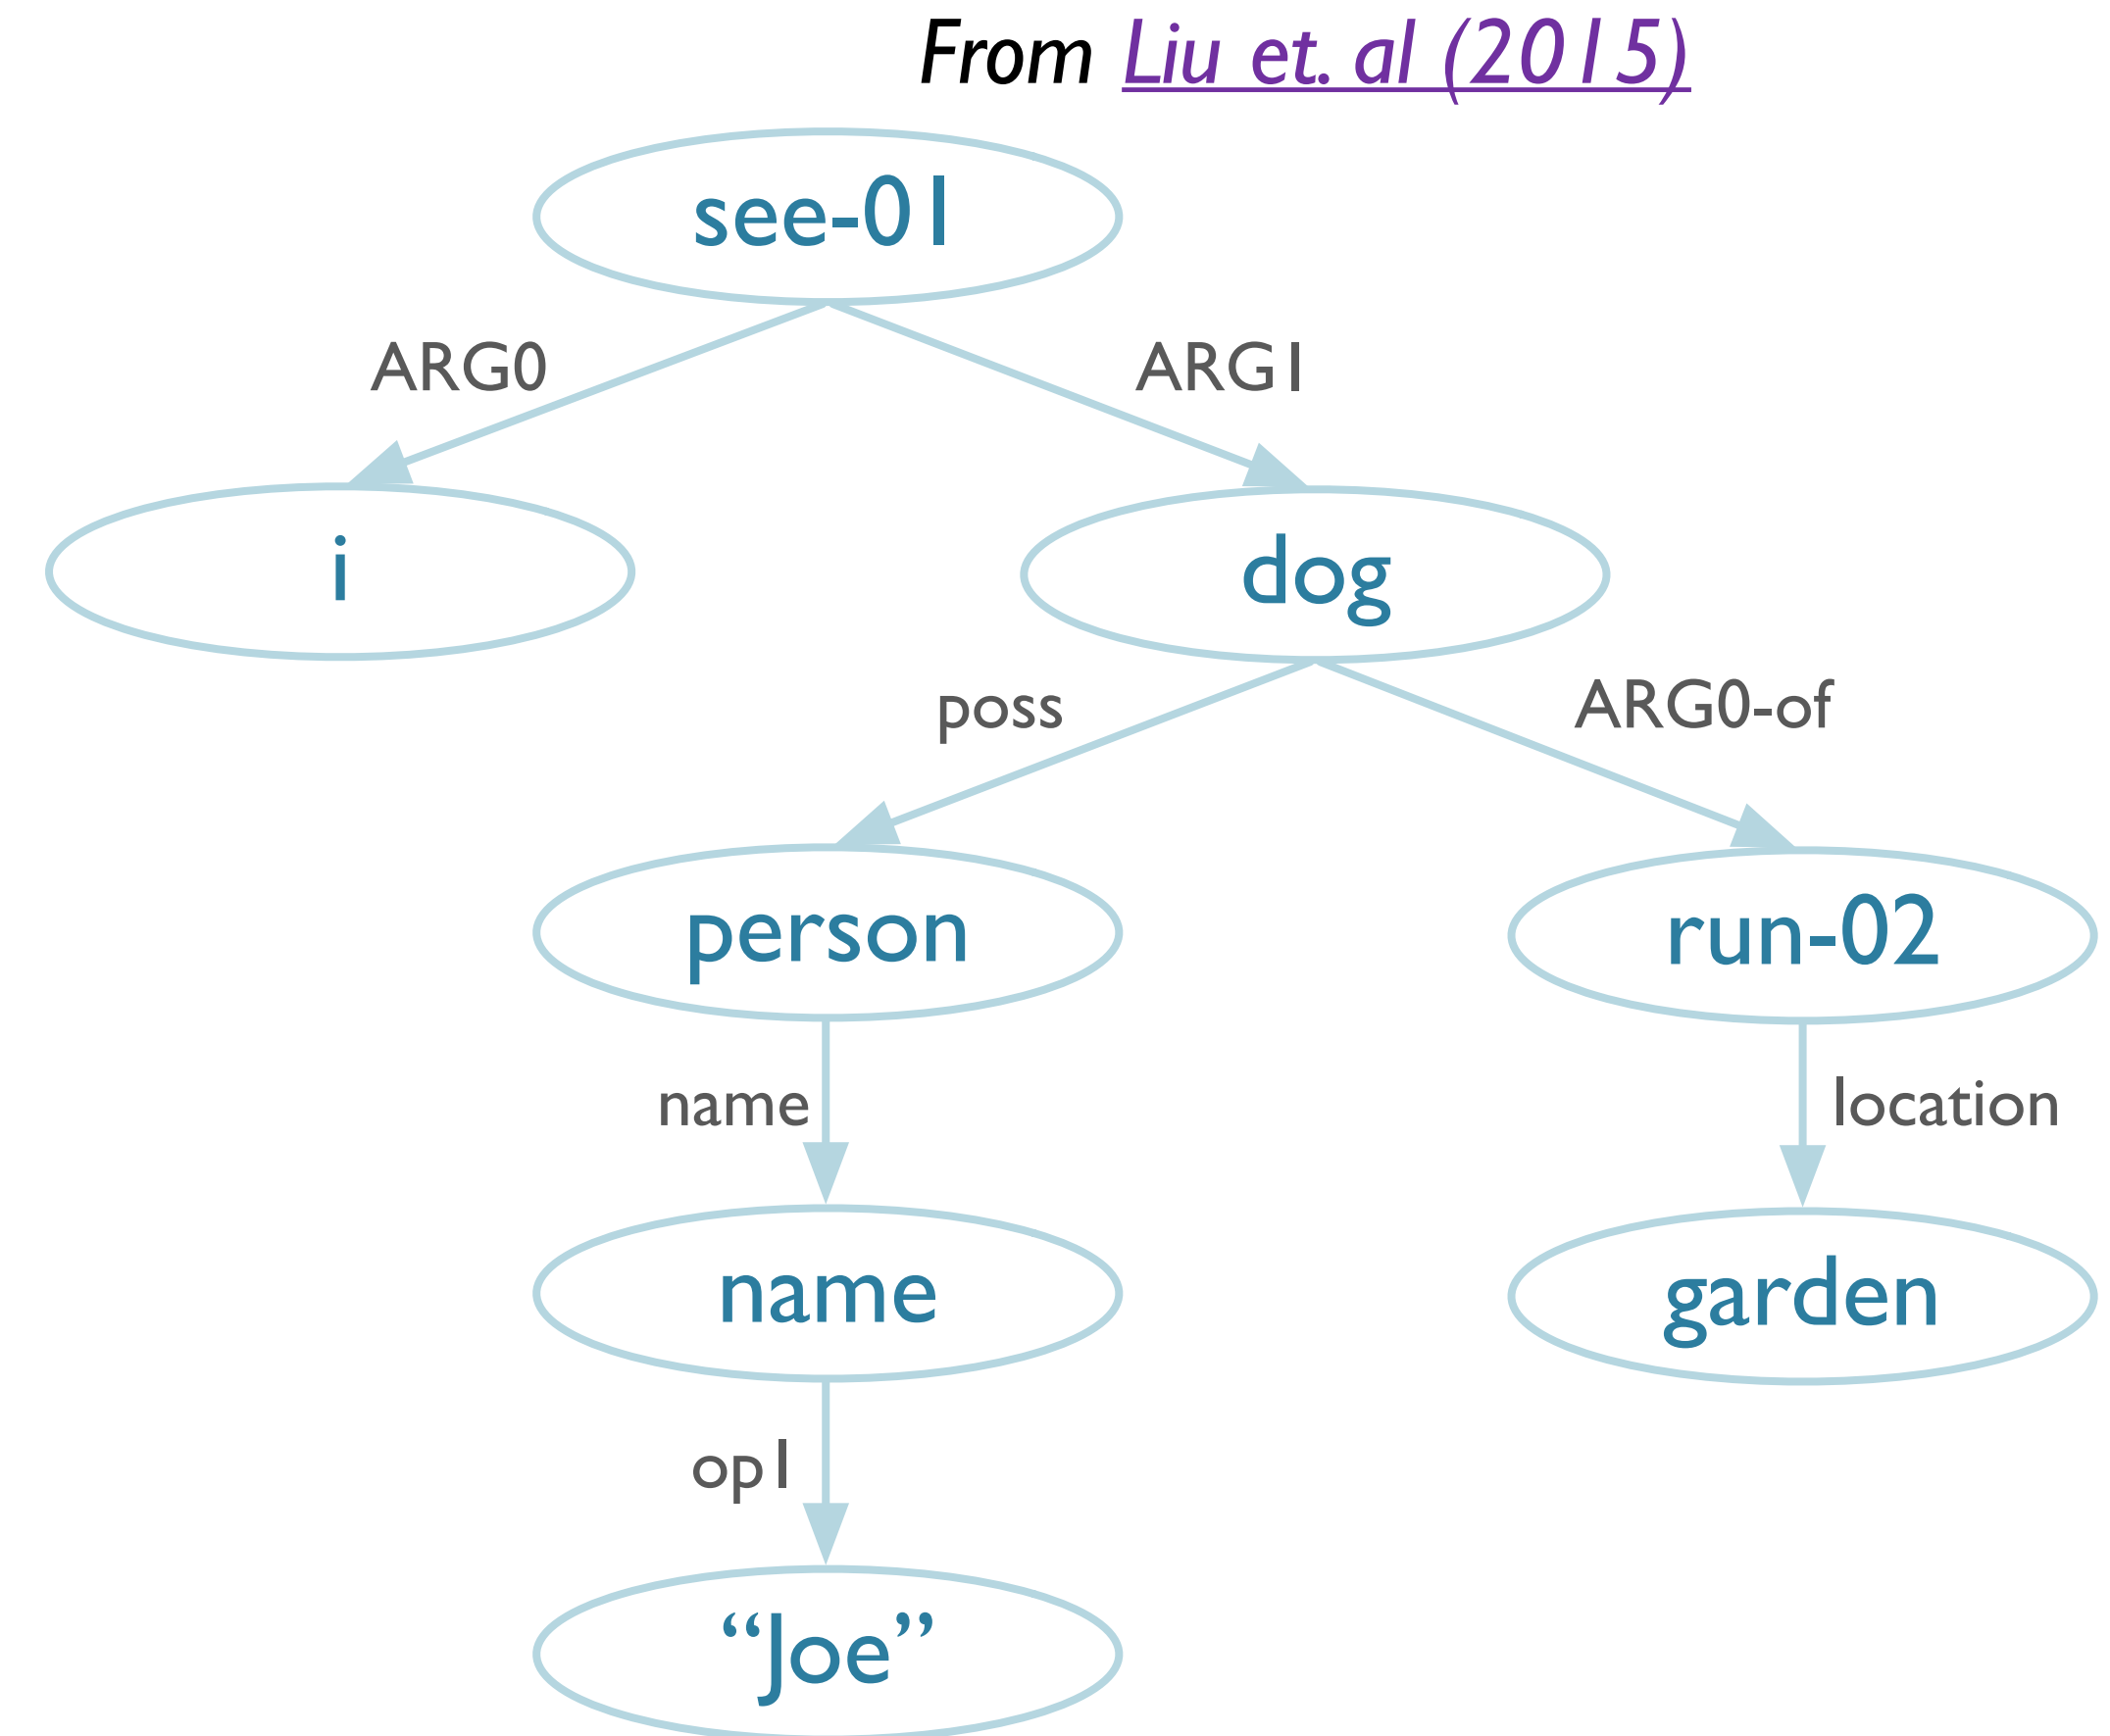 From Liu et. al (2015)
see-01
ARG0 ARG1
i dog
poss ARG0-of
person run-02
name location
name garden
op1
“Joe”